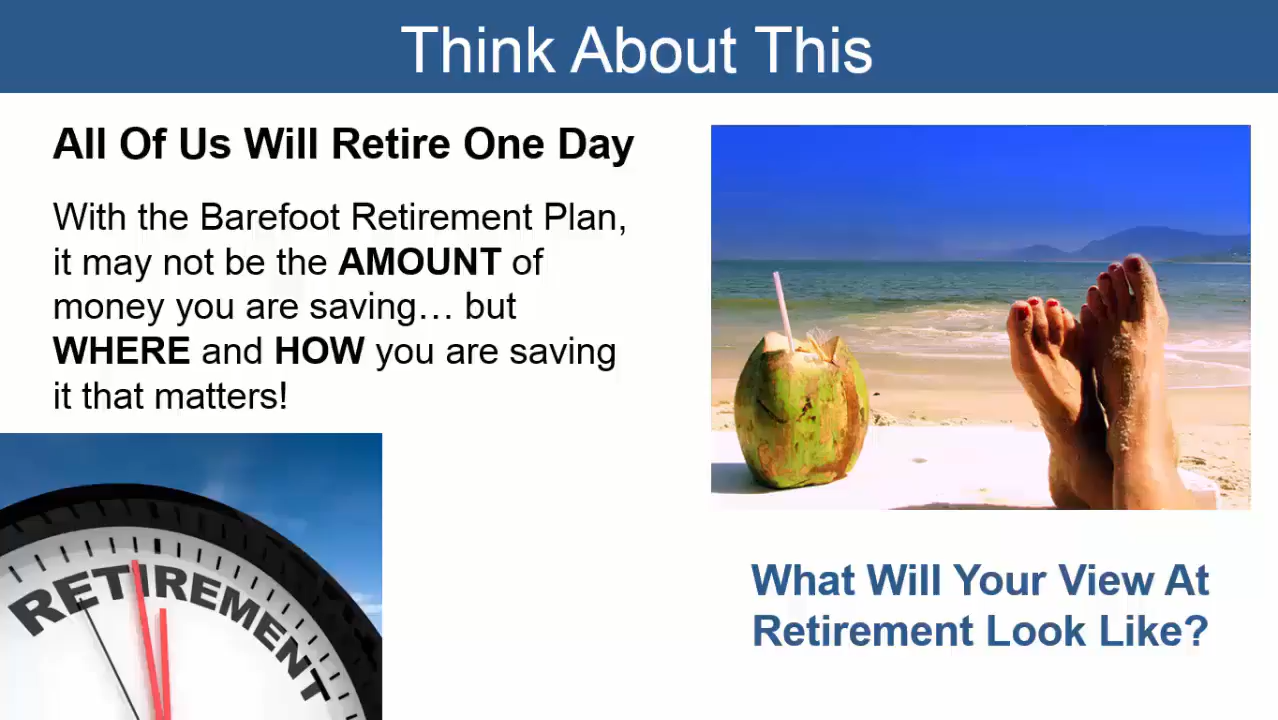 Think About This
All Of Us Will Retire One Day
With the Barefoot Retirement Plan,
it may not be the AMOUNT of
money you are saving… but
WHERE and HOW you are saving
it that matters!
RETIREMENT
What Will Your View At
Retirement Look Like?